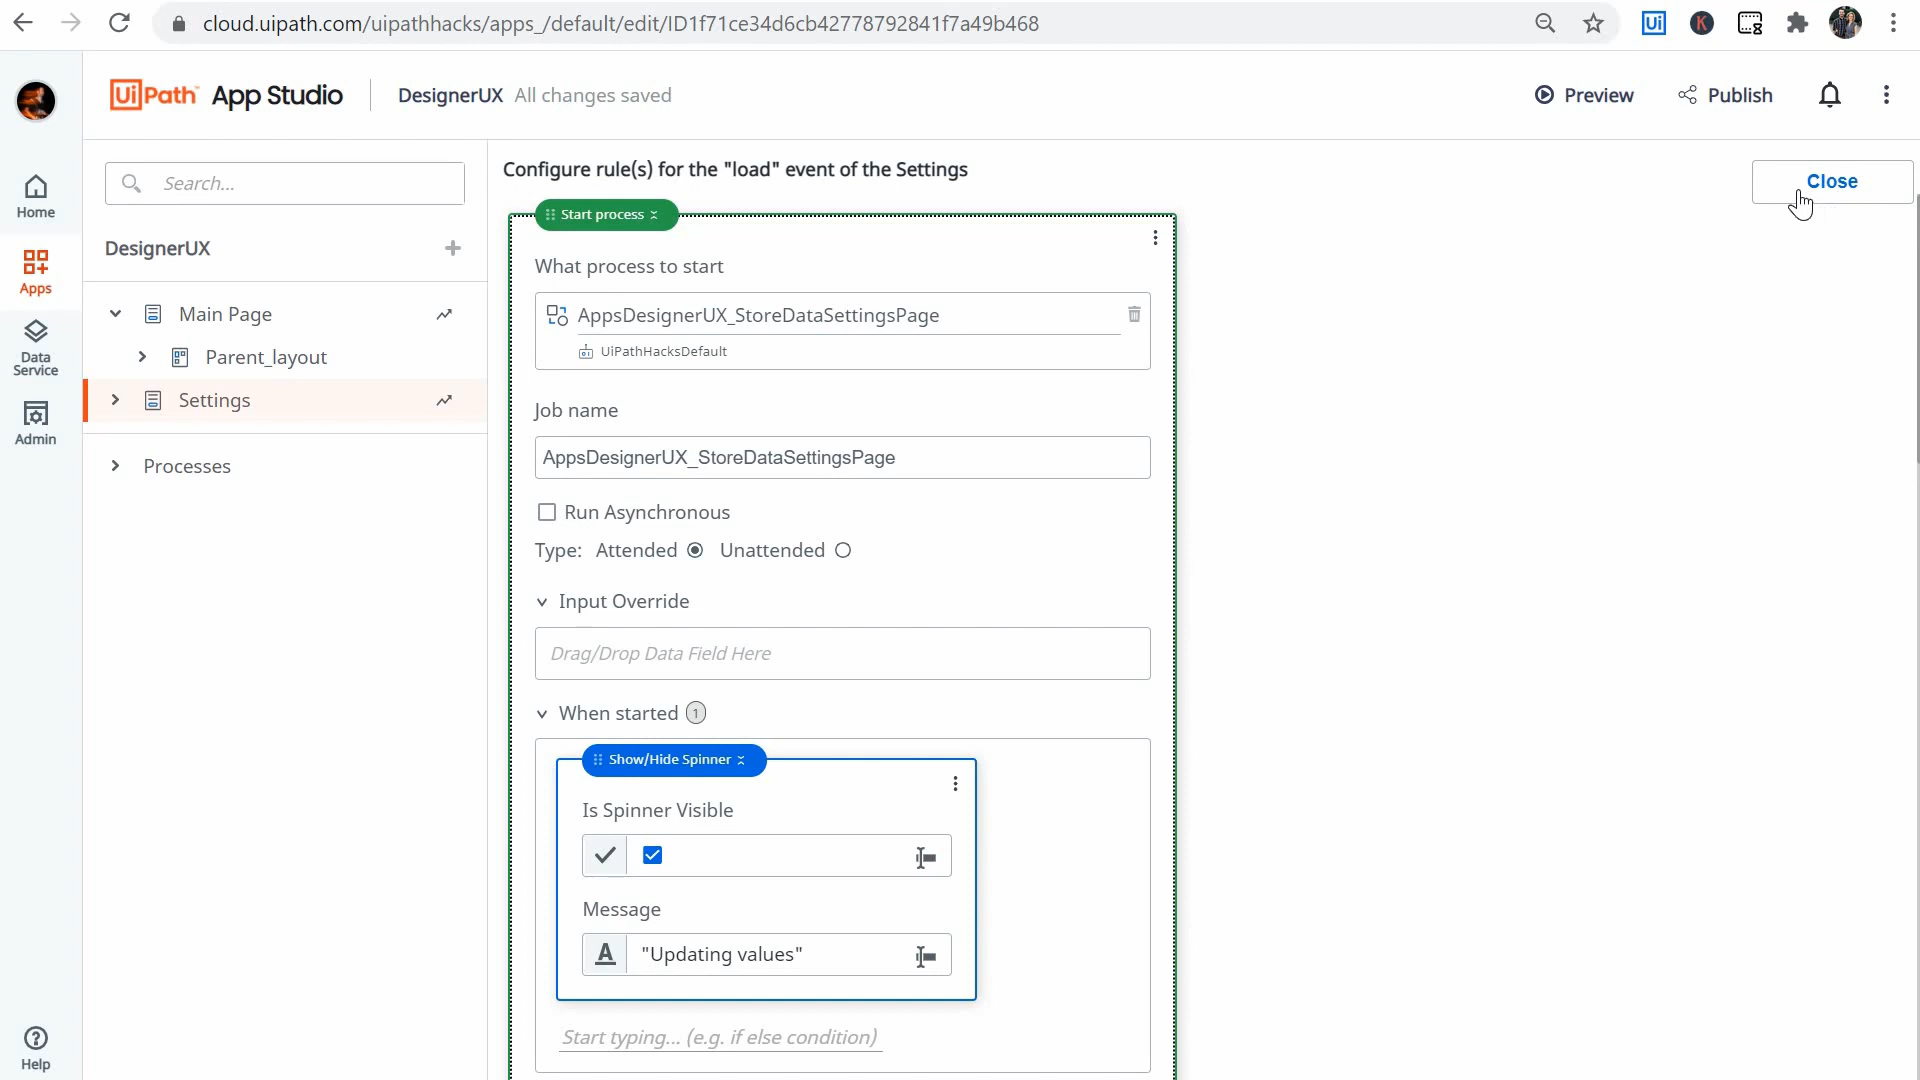 cloud.uipath.com/uipathhacks/apps_/default/edit/ID1f71ce34d6cb42778792841f7a49b468
Ui
K
UiPath™ App Studio
DesignerUX All changes saved
Preview
Publish
Search...
Configure rule(s) for the "load" event of the Settings
Close
Home
DesignerUX
Start process
What process to start
Apps
Main Page
AppsDesignerUX_StoreDataSettingsPage
Data
Service
Parent_layout
UiPathHacksDefault
Settings
Job name
Admin
Processes
AppsDesignerUX_StoreDataSettingsPage
Run Asynchronous
Type: Attended Unattended
Input Override
Drag/Drop Data Field Here
When started 1
Show/Hide Spinner
Is Spinner Visible
Message
A "Updating values"
Start typing... (e.g. if else condition)
Help